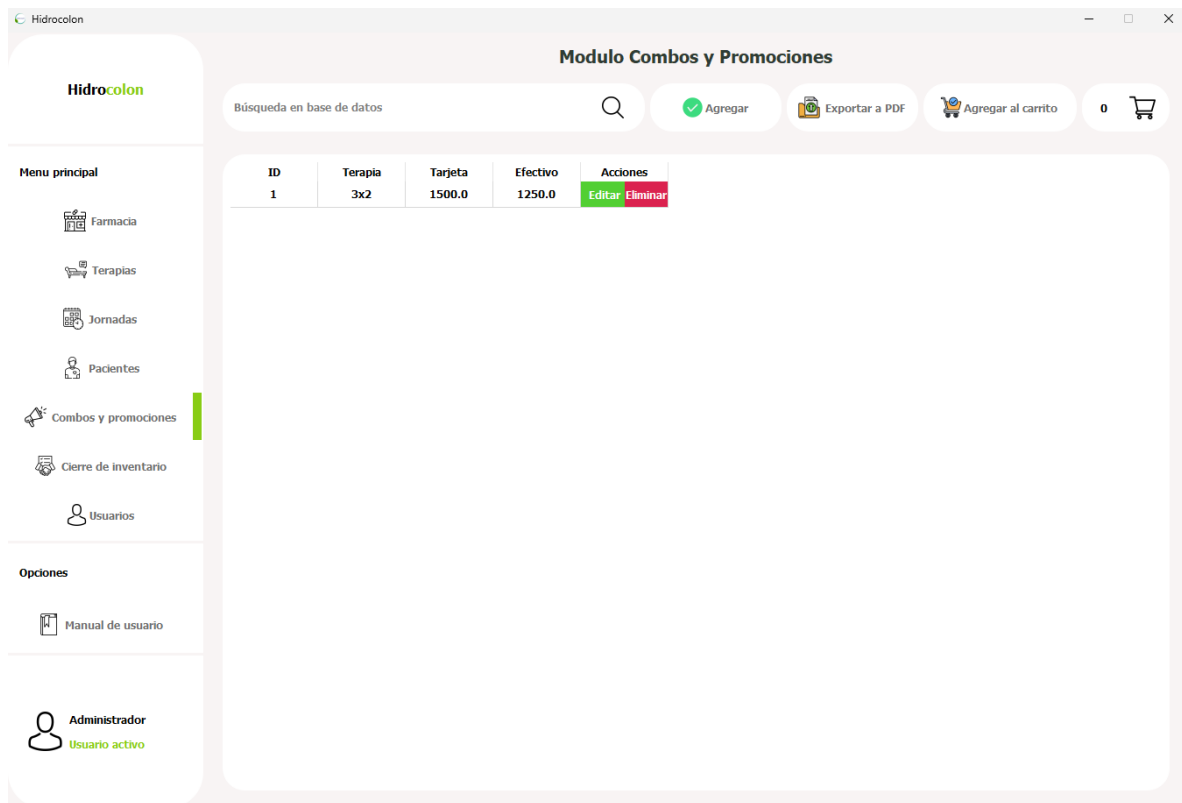 Hidrocolon
Modulo Combos y Promociones
Hidrocolon
Búsqueda en base de datos
Agregar
Exportar a PDF
Agregar al carrito
0
Menu principal
Farmacia
Terapias
Jornadas
Pacientes
Combos y promociones
Cierre de inventario
Usuarios
Opciones
Manual de usuario
Administrador
Usuario activo
ID Terapia Tarjeta Efectivo Acciones
1 3x2 1500.0 1250.0 Editar Eliminar